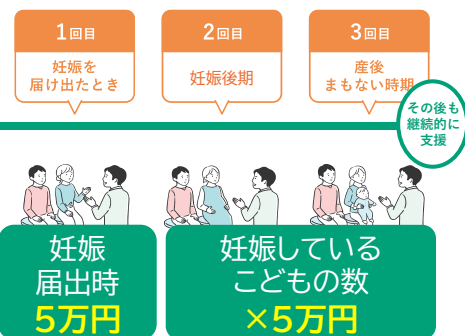 1回目
妊娠を
届け出たとき
2回目
妊娠後期
3回目
産後
まもない時期
その後も
継続的に
支援
妊娠
届出時
5万円
妊娠している
こどもの数
×5万円